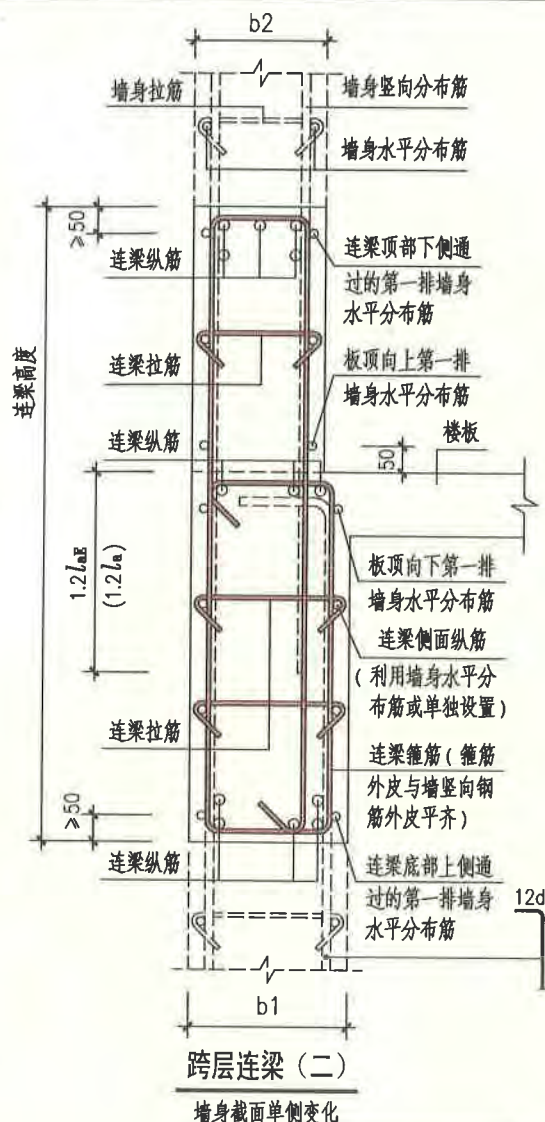 b2
墙身拉筋
墙身竖向分布筋
墙身水平分布筋
≥50
连梁纵筋
连梁顶部下侧通
过的第一排墙身
水平分布筋
连梁拉筋
板顶向上第一排
墙身水平分布筋
连梁高度
连梁纵筋
50
楼板
1.2laE
(1.2la)
板顶向下第一排
墙身水平分布筋
连梁侧面纵筋
(利用墙身水平分
布筋或单独设置)
连梁拉筋
连梁箍筋(箍筋
外皮与墙竖向钢
筋外皮平齐)
≥50
连梁纵筋
连梁底部上侧通
过的第一排墙身
水平分布筋
12d
b1
跨层连梁(二)
墙身截面单侧变化